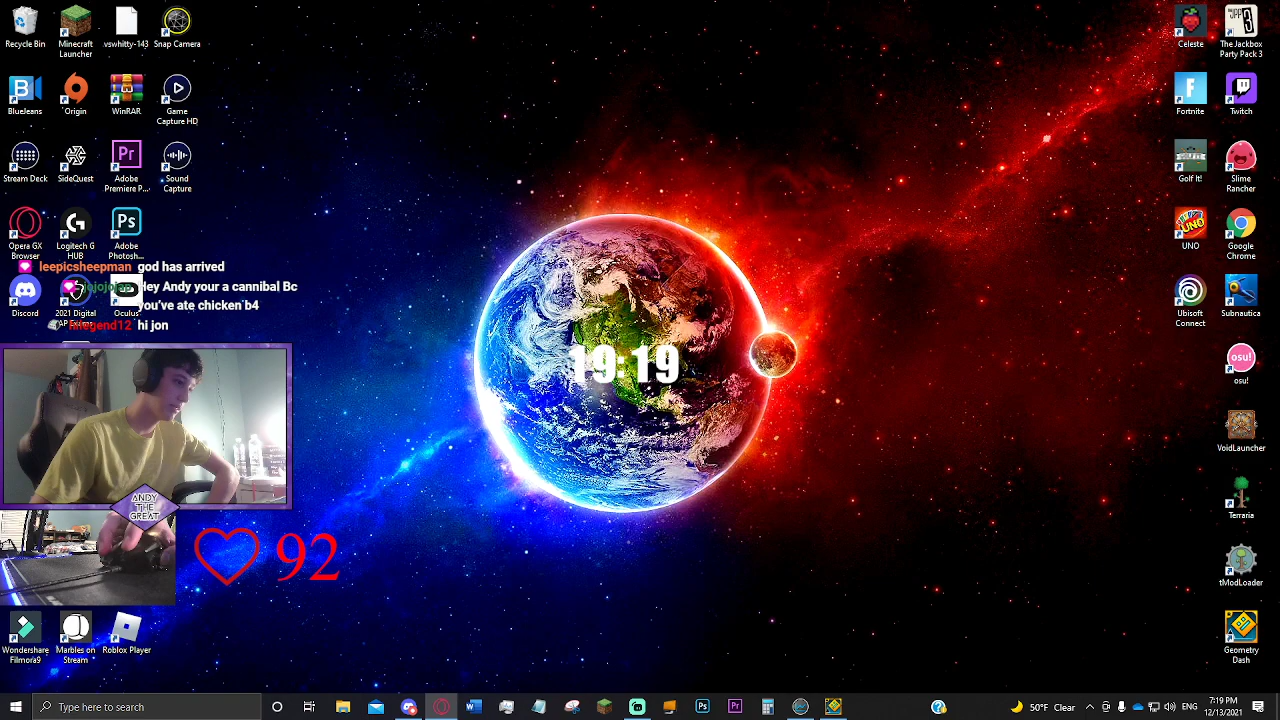 Recycle Bin
Minecraft
Launcher
.vswhitty-143
Snap Camera
BlueJeans
Origin
WinRAR
Game
Capture HD
Stream Deck
SideQuest
Adobe
Premiere P...
Sound
Capture
Opera GX
Browser
Logitech G
HUB
Adobe
Photosh...
leepicsheepman god has arrived
jojojojap Hey Andy your a cannibal Bc
you've ate chicken b4
hi jon
Discord
2021 Digital
Oculus
ANDY
THE
GREAT
92
Wondershare
Filmora9
Marbles on
Stream
Roblox Player
19:19
Celeste
The Jackbox
Party Pack 3
Fortnite
Twitch
Golf It!
Slime
Rancher
UNO
Google
Chrome
Ubisoft
Connect
Subnautica
osu!
osu!
VoidLauncher
Terraria
tModLoader
Geometry
Dash
Type here to search
50°F Clear
ENG
7:19 PM
12/13/2021